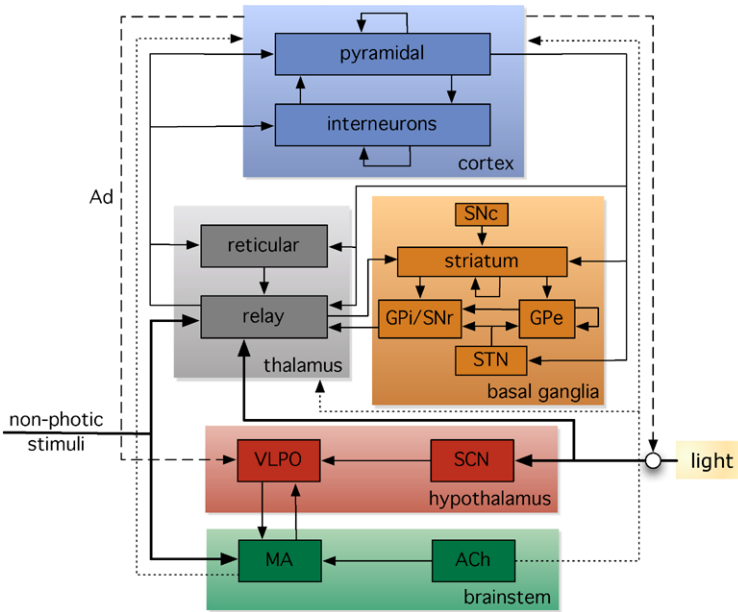 pyramidal
interneurons
cortex
Ad
SNc
reticular
striatum
relay
GPi/SNr
GPe
STN
thalamus
basal ganglia
non-photic
stimuli
VLPO
SCN
light
hypothalamus
MA
ACh
brainstem